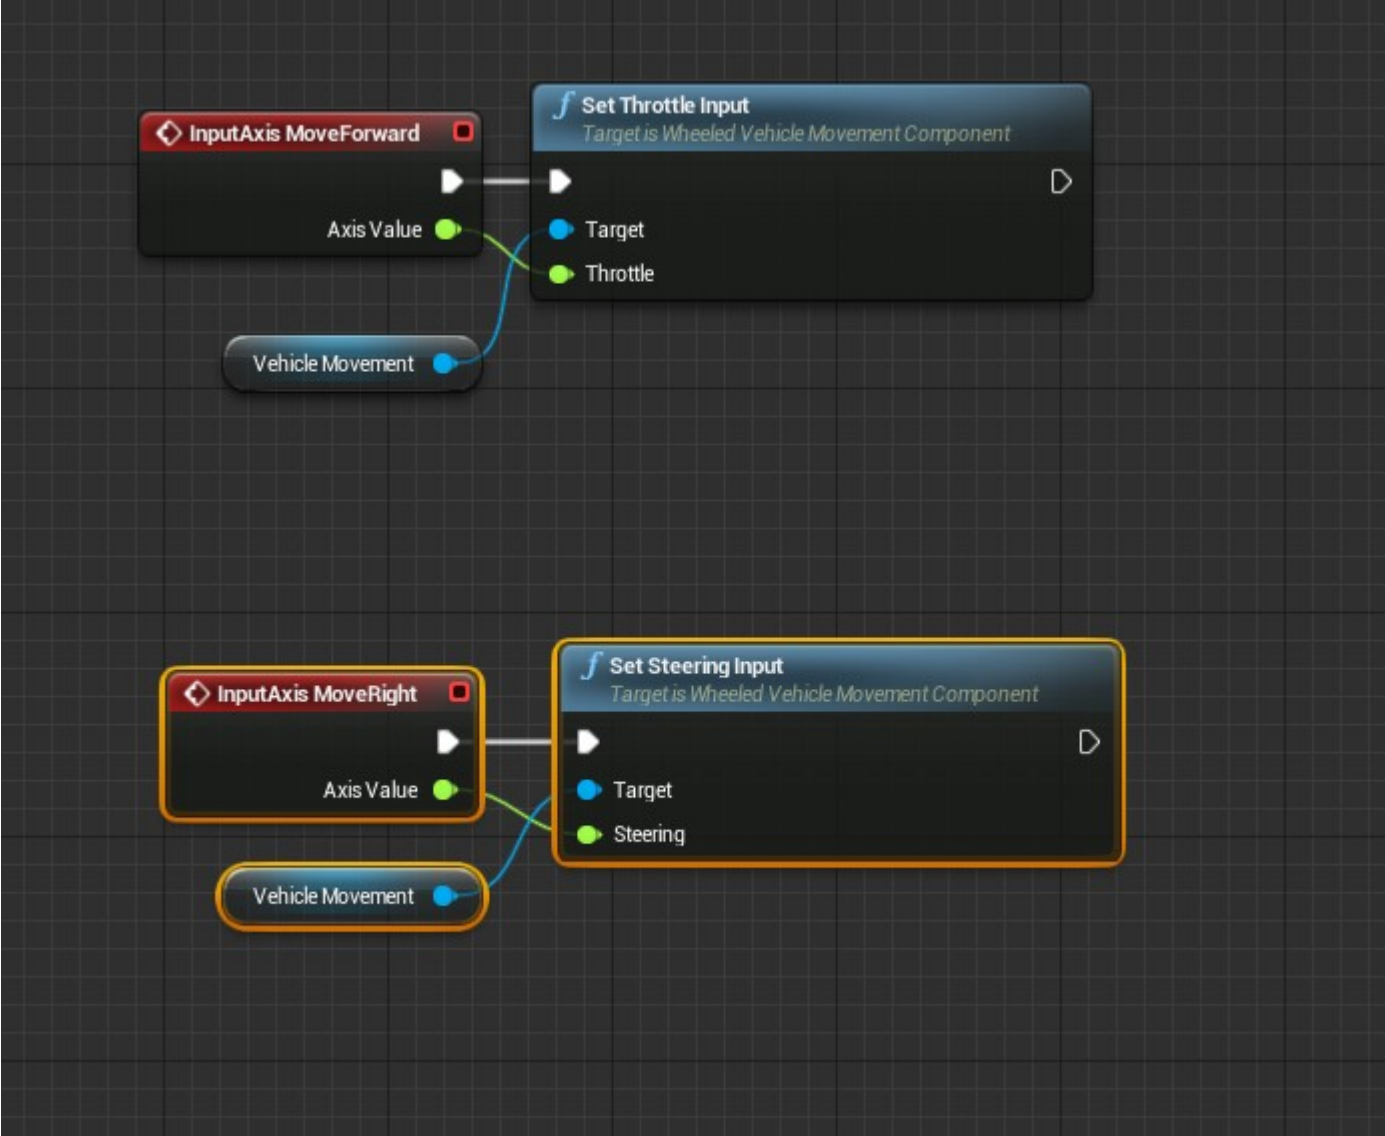 Set Throttle Input
Target is Wheeled Vehicle Movement Component
InputAxis MoveForward
Axis Value
Target
Throttle
Vehicle Movement
Set Steering Input
Target is Wheeled Vehicle Movement Component
InputAxis MoveRight
Axis Value
Target
Steering
Vehicle Movement